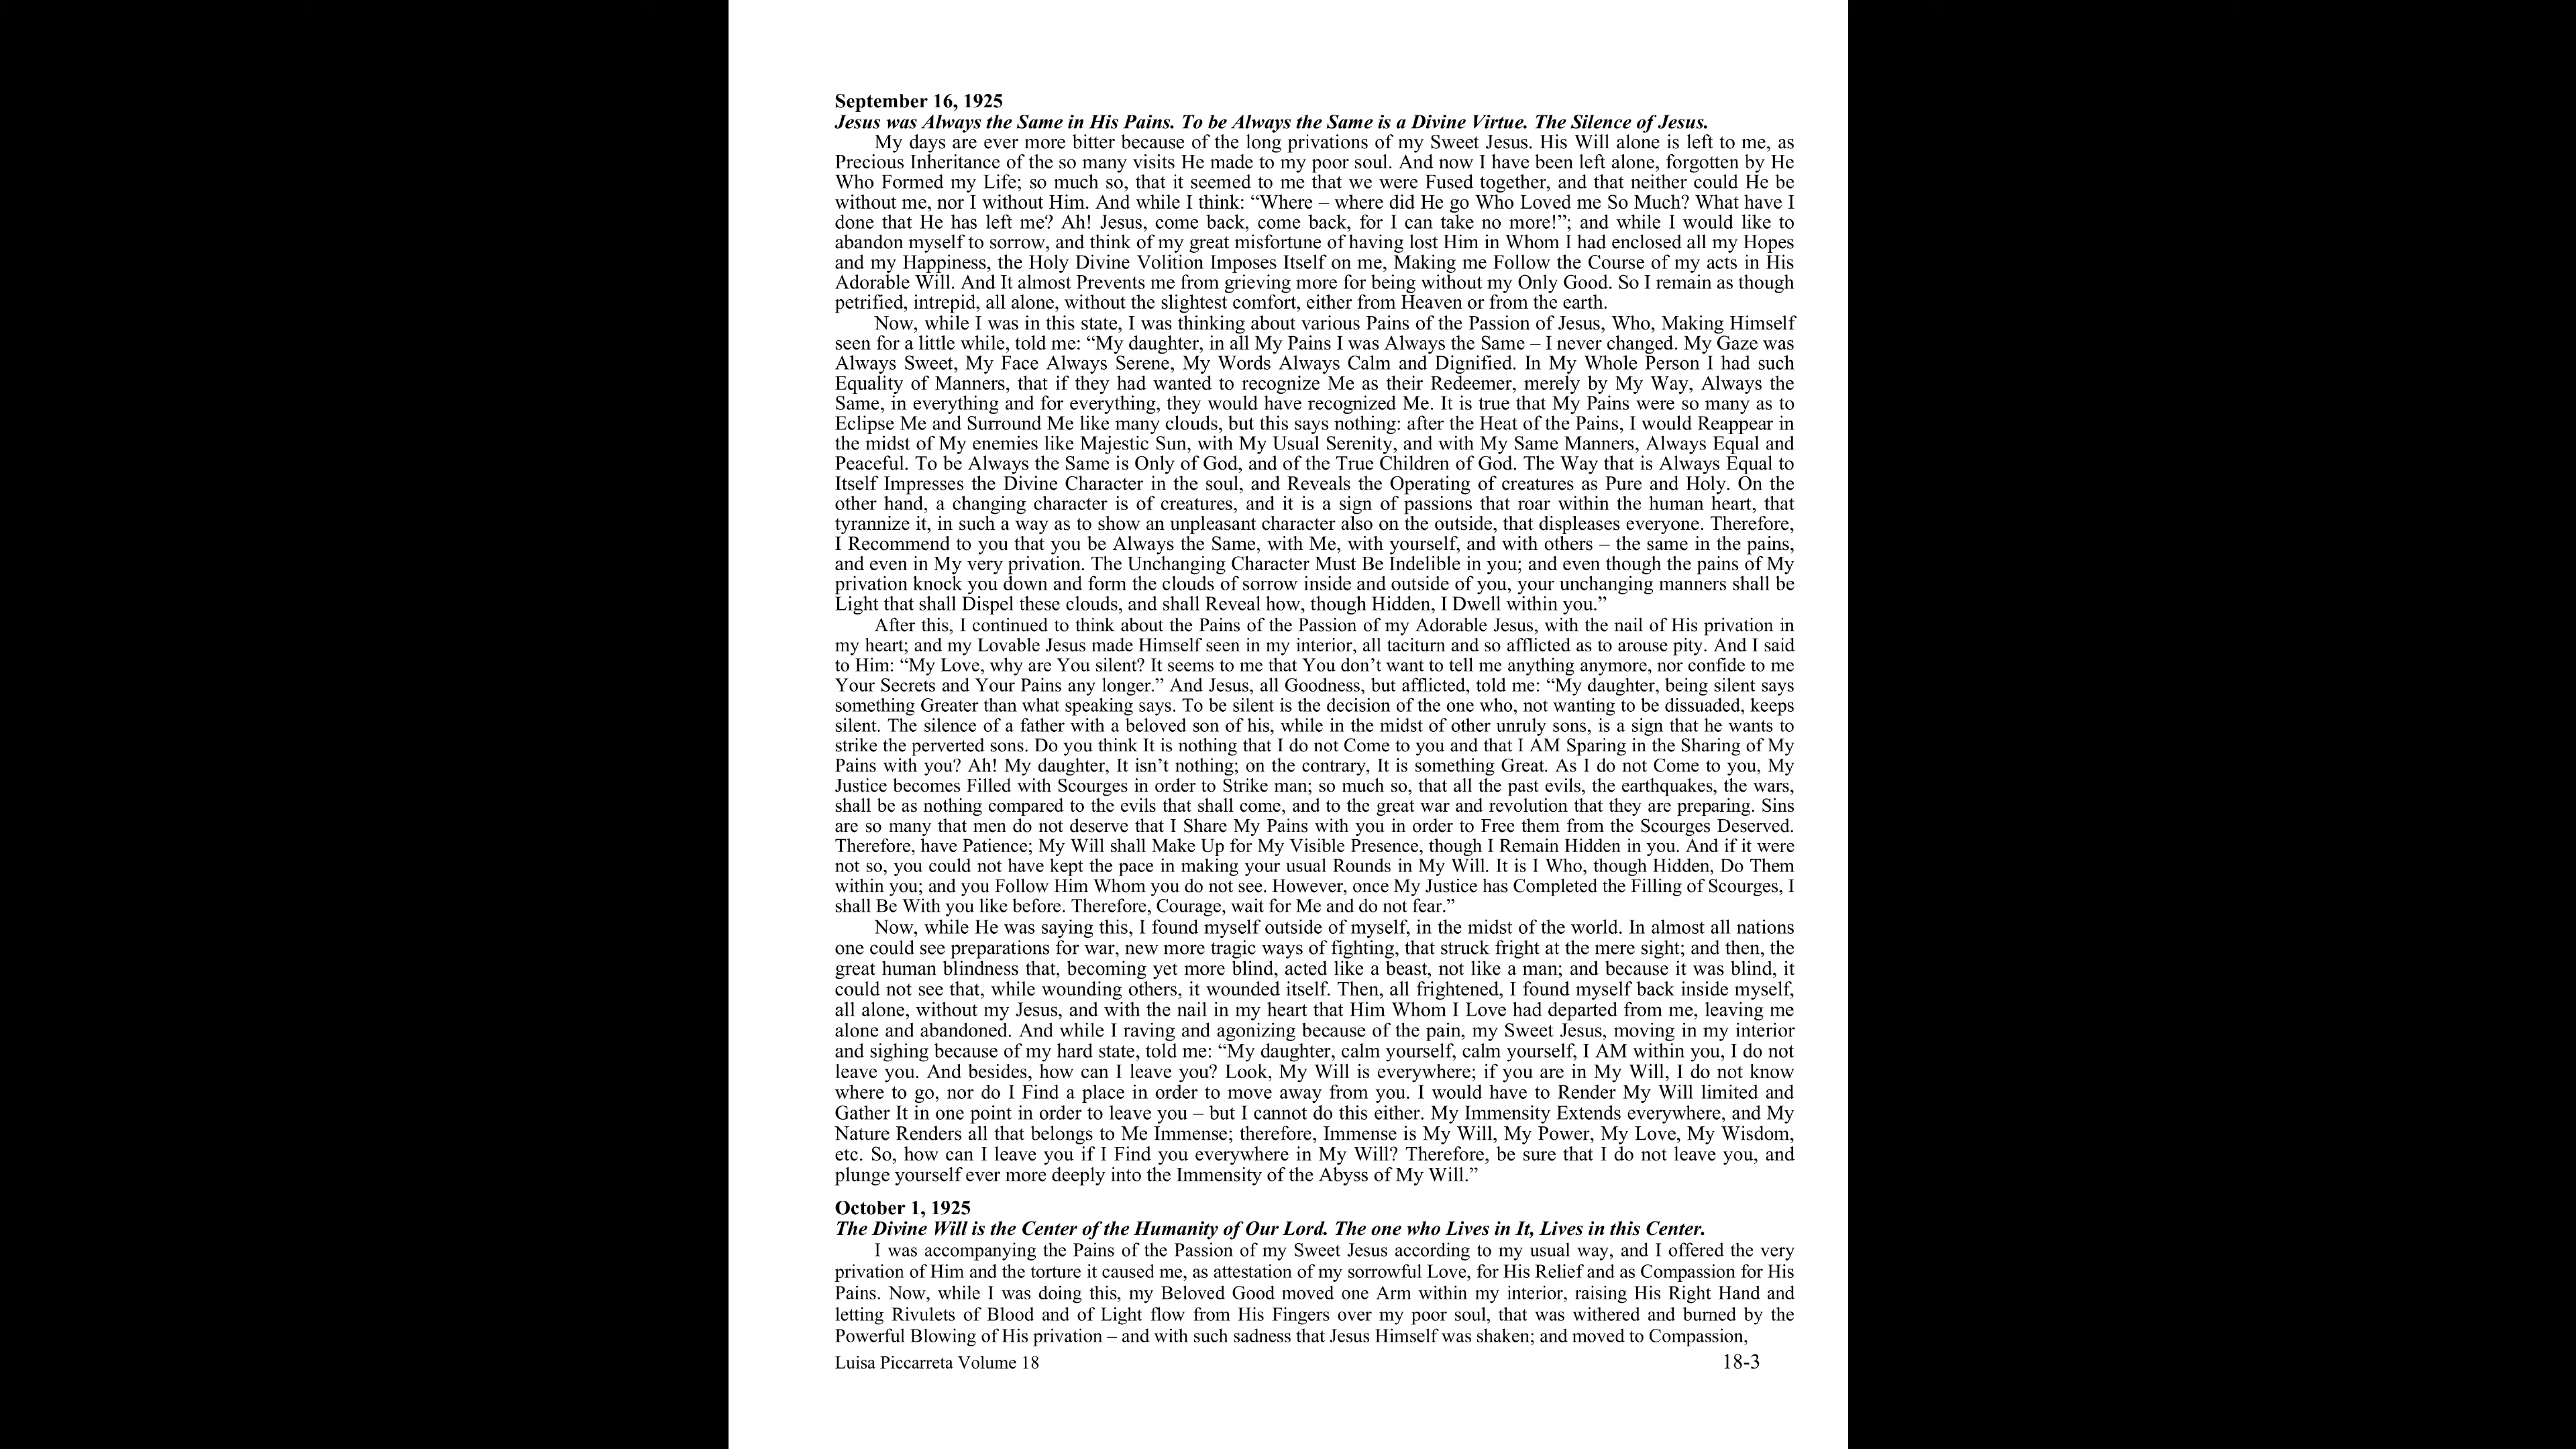 September 16, 1925
Jesus was Always the Same in His Pains. To be Always the Same is a Divine Virtue. The Silence of Jesus.
My days are ever more bitter because of the long privations of my Sweet Jesus. His Will alone is left to me, as
Precious Inheritance of the so many visits He made to my poor soul. And now I have been left alone, forgotten by He
Who Formed my Life; so much so, that it seemed to me that we were Fused together, and that neither could He be
without me, nor I without Him. And while I think: “Where – where did He go Who Loved me So Much? What have I
done that He has left me? Ah! Jesus, come back, come back, for I can take no more!”; and while I would like to
abandon myself to sorrow, and think of my great misfortune of having lost Him in Whom I had enclosed all my Hopes
and my Happiness, the Holy Divine Volition Imposes Itself on me, Making me Follow the Course of my acts in His
Adorable Will. And It almost Prevents me from grieving more for being without my Only Good. So I remain as though
petrified, intrepid, all alone, without the slightest comfort, either from Heaven or from the earth.
Now, while I was in this state, I was thinking about various Pains of the Passion of Jesus, Who, Making Himself
seen for a little while, told me: “My daughter, in all My Pains I was Always the Same – I never changed. My Gaze was
Always Sweet, My Face Always Serene, My Words Always Calm and Dignified. In My Whole Person I had such
Equality of Manners, that if they had wanted to recognize Me as their Redeemer, merely by My Way, Always the
Same, in everything and for everything, they would have recognized Me. It is true that My Pains were so many as to
Eclipse Me and Surround Me like many clouds, but this says nothing: after the Heat of the Pains, I would Reappear in
the midst of My enemies like Majestic Sun, with My Usual Serenity, and with My Same Manners, Always Equal and
Peaceful. To be Always the Same is Only of God, and of the True Children of God. The Way that is Always Equal to
Itself Impresses the Divine Character in the soul, and Reveals the Operating of creatures as Pure and Holy. On the
other hand, a changing character is of creatures, and it is a sign of passions that roar within the human heart, that
tyrannize it, in such a way as to show an unpleasant character also on the outside, that displeases everyone. Therefore,
I Recommend to you that you be Always the Same, with Me, with yourself, and with others – the same in the pains,
and even in My very privation. The Unchanging Character Must Be Indelible in you; and even though the pains of My
privation knock you down and form the clouds of sorrow inside and outside of you, your unchanging manners shall be
Light that shall Dispel these clouds, and shall Reveal how, though Hidden, I Dwell within you.”
After this, I continued to think about the Pains of the Passion of my Adorable Jesus, with the nail of His privation in
my heart; and my Lovable Jesus made Himself seen in my interior, all taciturn and so afflicted as to arouse pity. And I said
to Him: “My Love, why are You silent? It seems to me that You don’t want to tell me anything anymore, nor confide to me
Your Secrets and Your Pains any longer.” And Jesus, all Goodness, but afflicted, told me: “My daughter, being silent says
something Greater than what speaking says. To be silent is the decision of the one who, not wanting to be dissuaded, keeps
silent. The silence of a father with a beloved son of his, while in the midst of other unruly sons, is a sign that he wants to
strike the perverted sons. Do you think It is nothing that I do not Come to you and that I AM Sparing in the Sharing of My
Pains with you? Ah! My daughter, It isn’t nothing; on the contrary, It is something Great. As I do not Come to you, My
Justice becomes Filled with Scourges in order to Strike man; so much so, that all the past evils, the earthquakes, the wars,
shall be as nothing compared to the evils that shall come, and to the great war and revolution that they are preparing. Sins
are so many that men do not deserve that I Share My Pains with you in order to Free them from the Scourges Deserved.
Therefore, have Patience; My Will shall Make Up for My Visible Presence, though I Remain Hidden in you. And if it were
not so, you could not have kept the pace in making your usual Rounds in My Will. It is I Who, though Hidden, Do Them
within you; and you Follow Him Whom you do not see. However, once My Justice has Completed the Filling of Scourges, I
shall Be With you like before. Therefore, Courage, wait for Me and do not fear.”
Now, while He was saying this, I found myself outside of myself, in the midst of the world. In almost all nations
one could see preparations for war, new more tragic ways of fighting, that struck fright at the mere sight; and then, the
great human blindness that, becoming yet more blind, acted like a beast, not like a man; and because it was blind, it
could not see that, while wounding others, it wounded itself. Then, all frightened, I found myself back inside myself,
all alone, without my Jesus, and with the nail in my heart that Him Whom I Love had departed from me, leaving me
alone and abandoned. And while I raving and agonizing because of the pain, my Sweet Jesus, moving in my interior
and sighing because of my hard state, told me: “My daughter, calm yourself, calm yourself, I AM within you, I do not
leave you. And besides, how can I leave you? Look, My Will is everywhere; if you are in My Will, I do not know
where to go, nor do I Find a place in order to move away from you. I would have to Render My Will limited and
Gather It in one point in order to leave you – but I cannot do this either. My Immensity Extends everywhere, and My
Nature Renders all that belongs to Me Immense; therefore, Immense is My Will, My Power, My Love, My Wisdom,
etc. So, how can I leave you if I Find you everywhere in My Will? Therefore, be sure that I do not leave you, and
plunge yourself ever more deeply into the Immensity of the Abyss of My Will.”
October 1, 1925
The Divine Will is the Center of the Humanity of Our Lord. The one who Lives in It, Lives in this Center.
I was accompanying the Pains of the Passion of my Sweet Jesus according to my usual way, and I offered the very
privation of Him and the torture it caused me, as attestation of my sorrowful Love, for His Relief and as Compassion for His
Pains. Now, while I was doing this, my Beloved Good moved one Arm within my interior, raising His Right Hand and
letting Rivulets of Blood and of Light flow from His Fingers over my poor soul, that was withered and burned by the
Powerful Blowing of His privation – and with such sadness that Jesus Himself was shaken; and moved to Compassion,
Luisa Piccarreta Volume 18 18-3